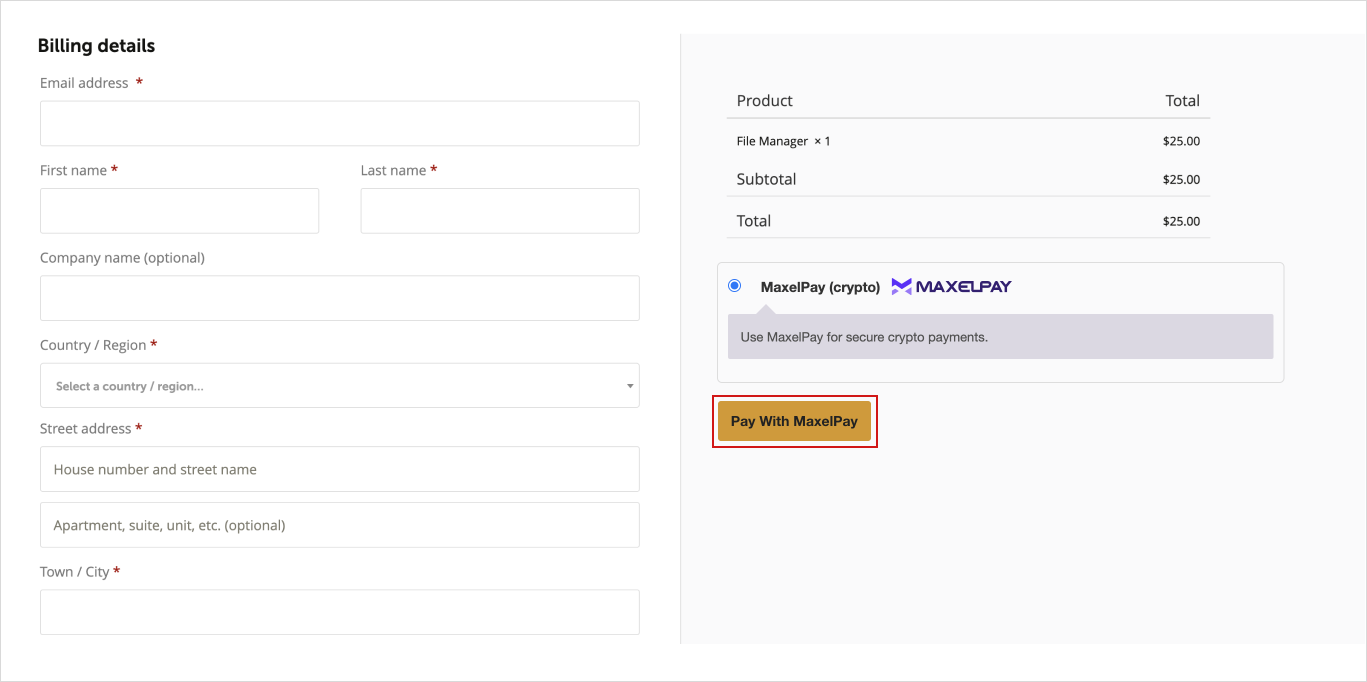 Billing details
Email address *
First name * Last name *
Company name (optional)
Country / Region *
Select a country / region...
Street address *
House number and street name
Apartment, suite, unit, etc. (optional)
Town / City *
Product Total
File Manager × 1 $25.00
Subtotal $25.00
Total $25.00
MaxelPay (crypto) MAXELPAY
Use MaxelPay for secure crypto payments.
Pay With MaxelPay